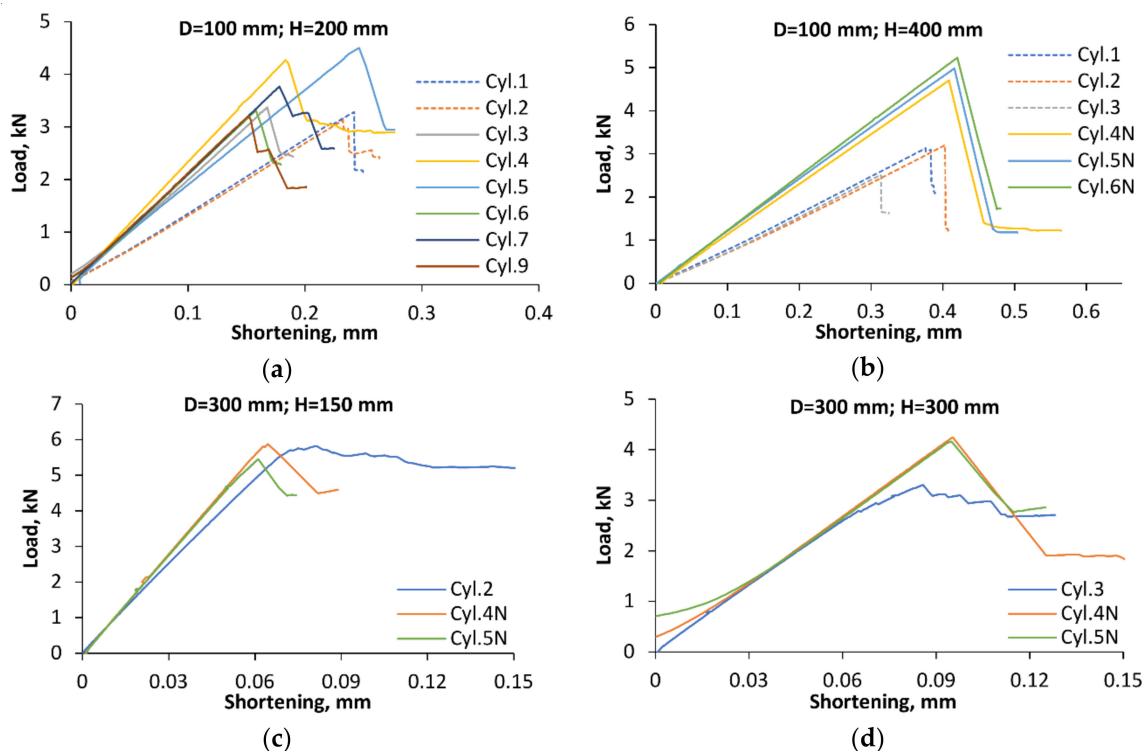 D=100 mm; H=200 mm
Load, kN
5
4
3
2
1
0
0
0.1
0.2
0.3
0.4
Shortening, mm
Cyl.1
Cyl.2
Cyl.3
Cyl.4
Cyl.5
Cyl.6
Cyl.7
Cyl.9
(a)
D=100 mm; H=400 mm
Load, kN
6
5
4
3
2
1
0
0
0.1
0.2
0.3
0.4
0.5
0.6
Shortening, mm
Cyl.1
Cyl.2
Cyl.3
Cyl.4N
Cyl.5N
Cyl.6N
(b)
D=300 mm; H=150 mm
Load, kN
7
6
5
4
3
2
1
0
0
0.03
0.06
0.09
0.12
0.15
Shortening, mm
Cyl.2
Cyl.4N
Cyl.5N
(c)
D=300 mm; H=300 mm
Load, kN
5
4
3
2
1
0
0
0.03
0.06
0.09
0.12
0.15
Shortening, mm
Cyl.3
Cyl.4N
Cyl.5N
(d)